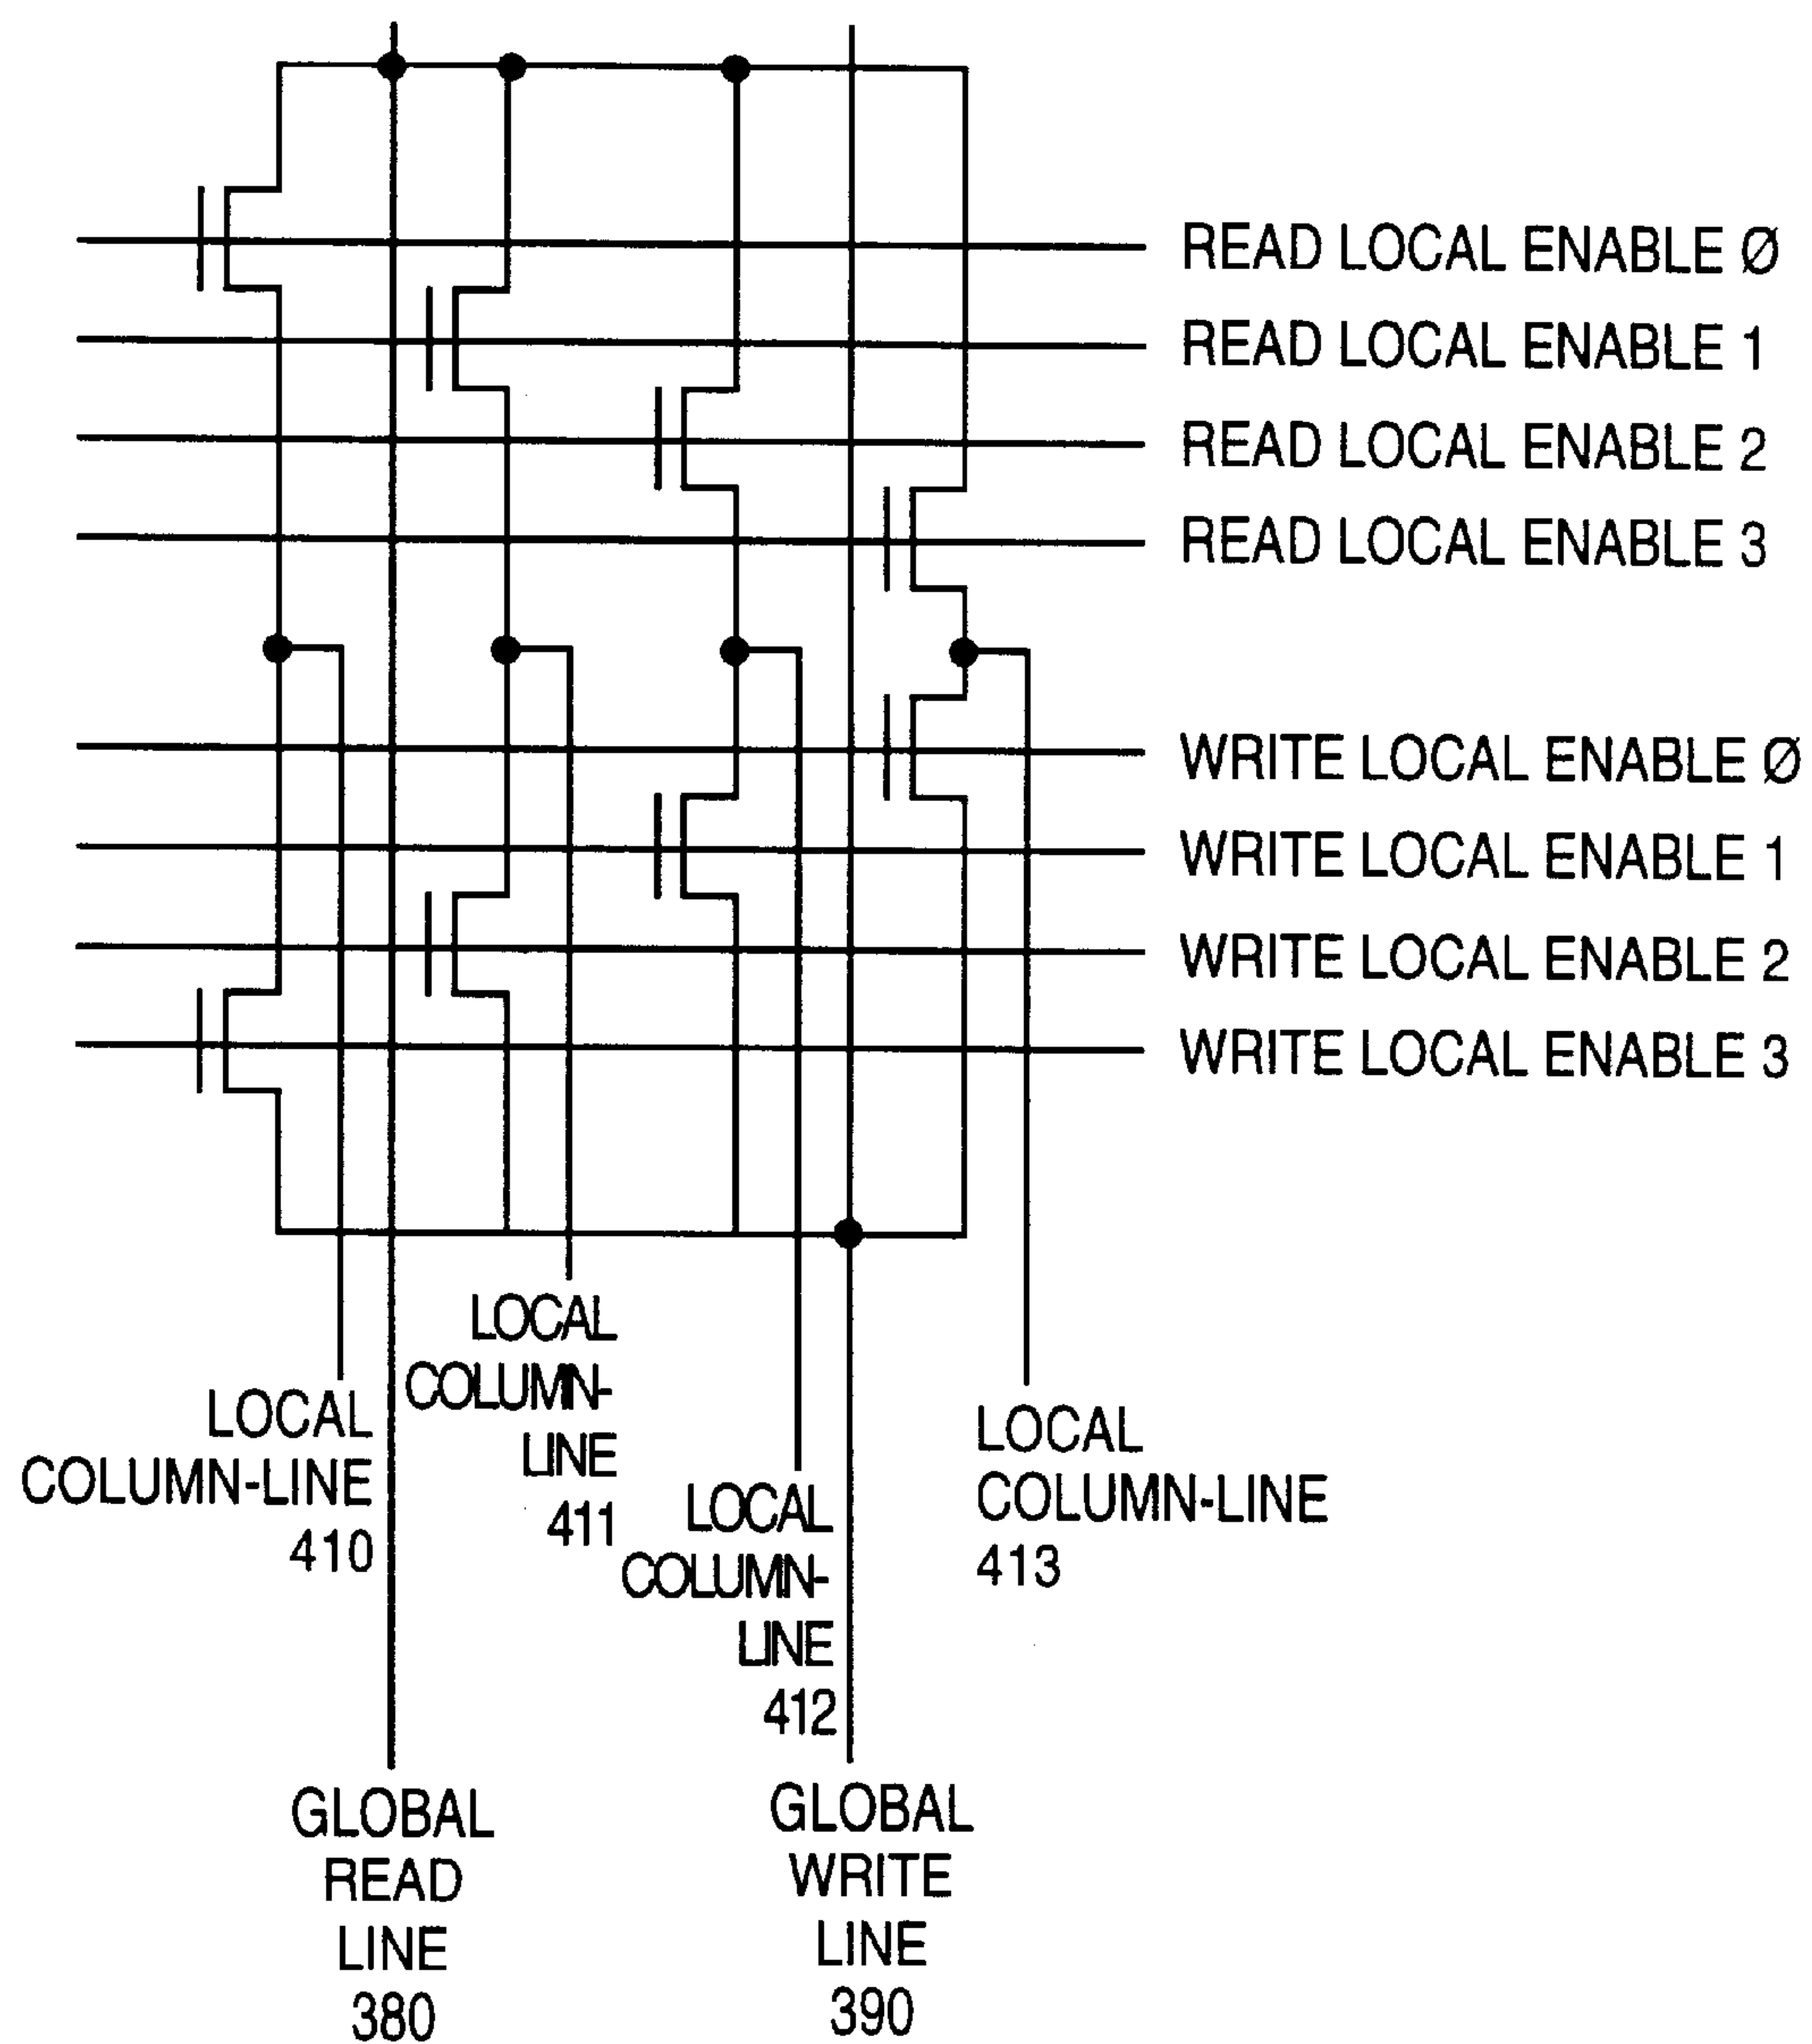 READ LOCAL ENABLE Ø
READ LOCAL ENABLE 1
READ LOCAL ENABLE 2
READ LOCAL ENABLE 3
WRITE LOCAL ENABLE Ø
WRITE LOCAL ENABLE 1
WRITE LOCAL ENABLE 2
WRITE LOCAL ENABLE 3
LOCAL
COLUMN-LINE
410
LOCAL
COLUMN-
LINE
411
LOCAL
COLUMN-
LINE
412
LOCAL
COLUMN-LINE
413
GLOBAL
READ
LINE
380
GLOBAL
WRITE
LINE
390